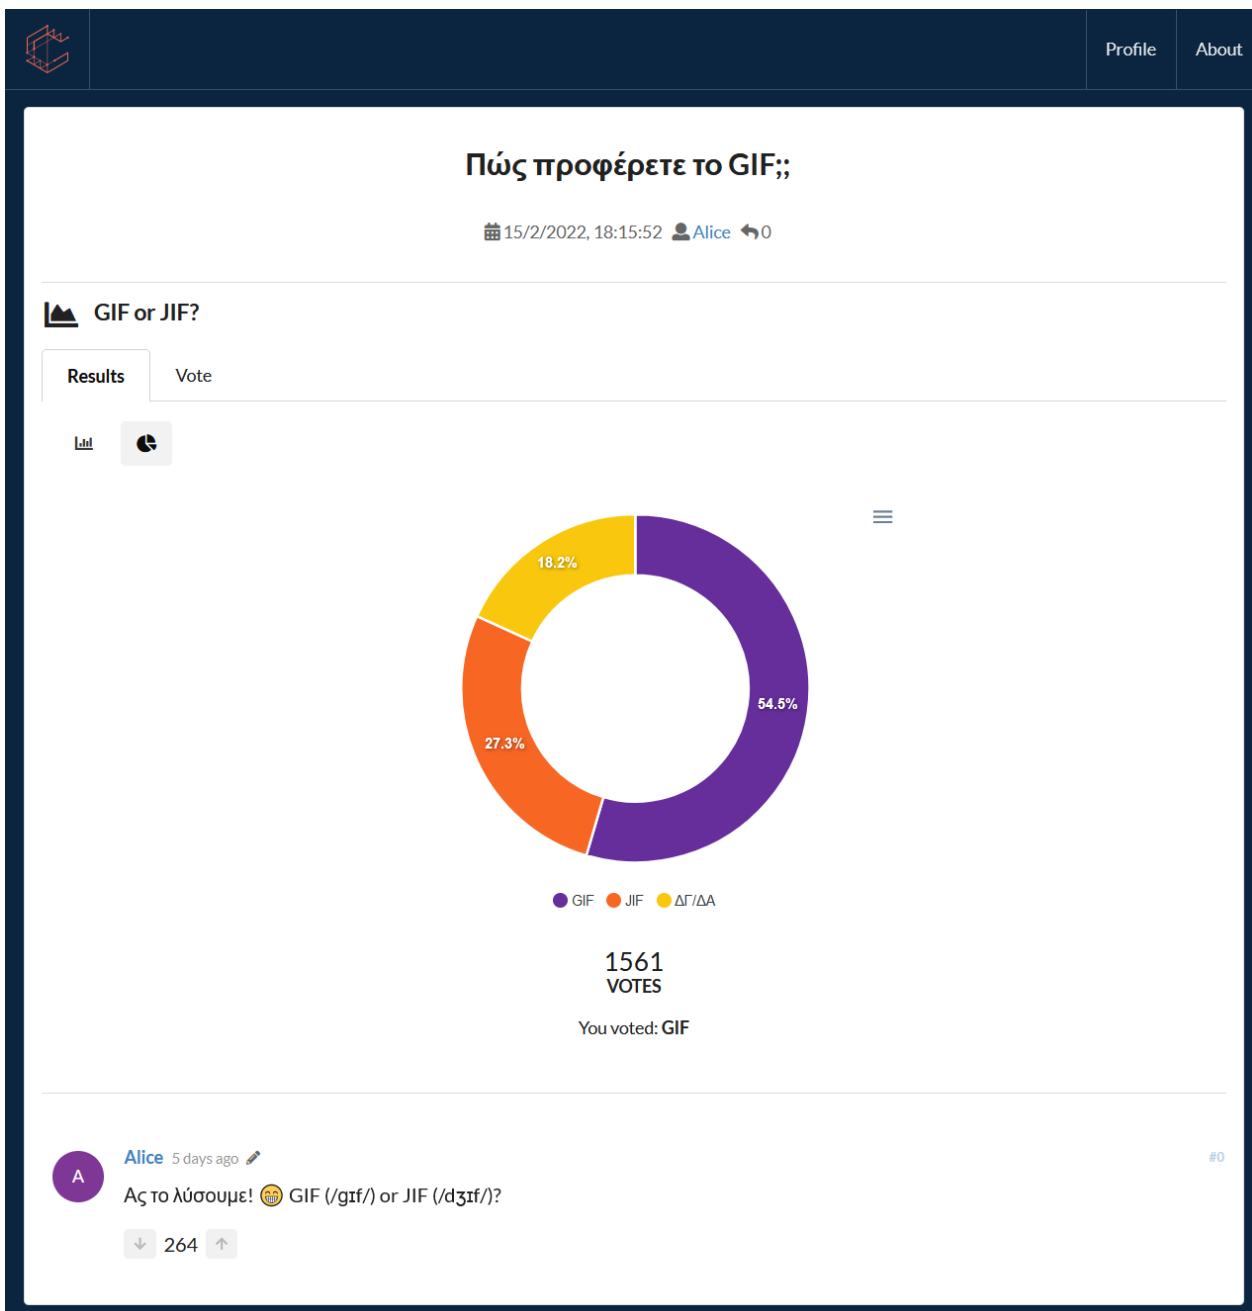 Profile About
Πώς προφέρετε το GIF;;
15/2/2022, 18:15:52 Alice 0
GIF or JIF?
Results Vote
18.2%
54.5%
27.3%
GIF JIF ΔΓ/ΔΑ
1561
VOTES
You voted: GIF
A
Alice 5 days ago #0
Ας το λύσουμε! 😁 GIF (/ɡɪf/) or JIF (/dʒɪf/)?
264